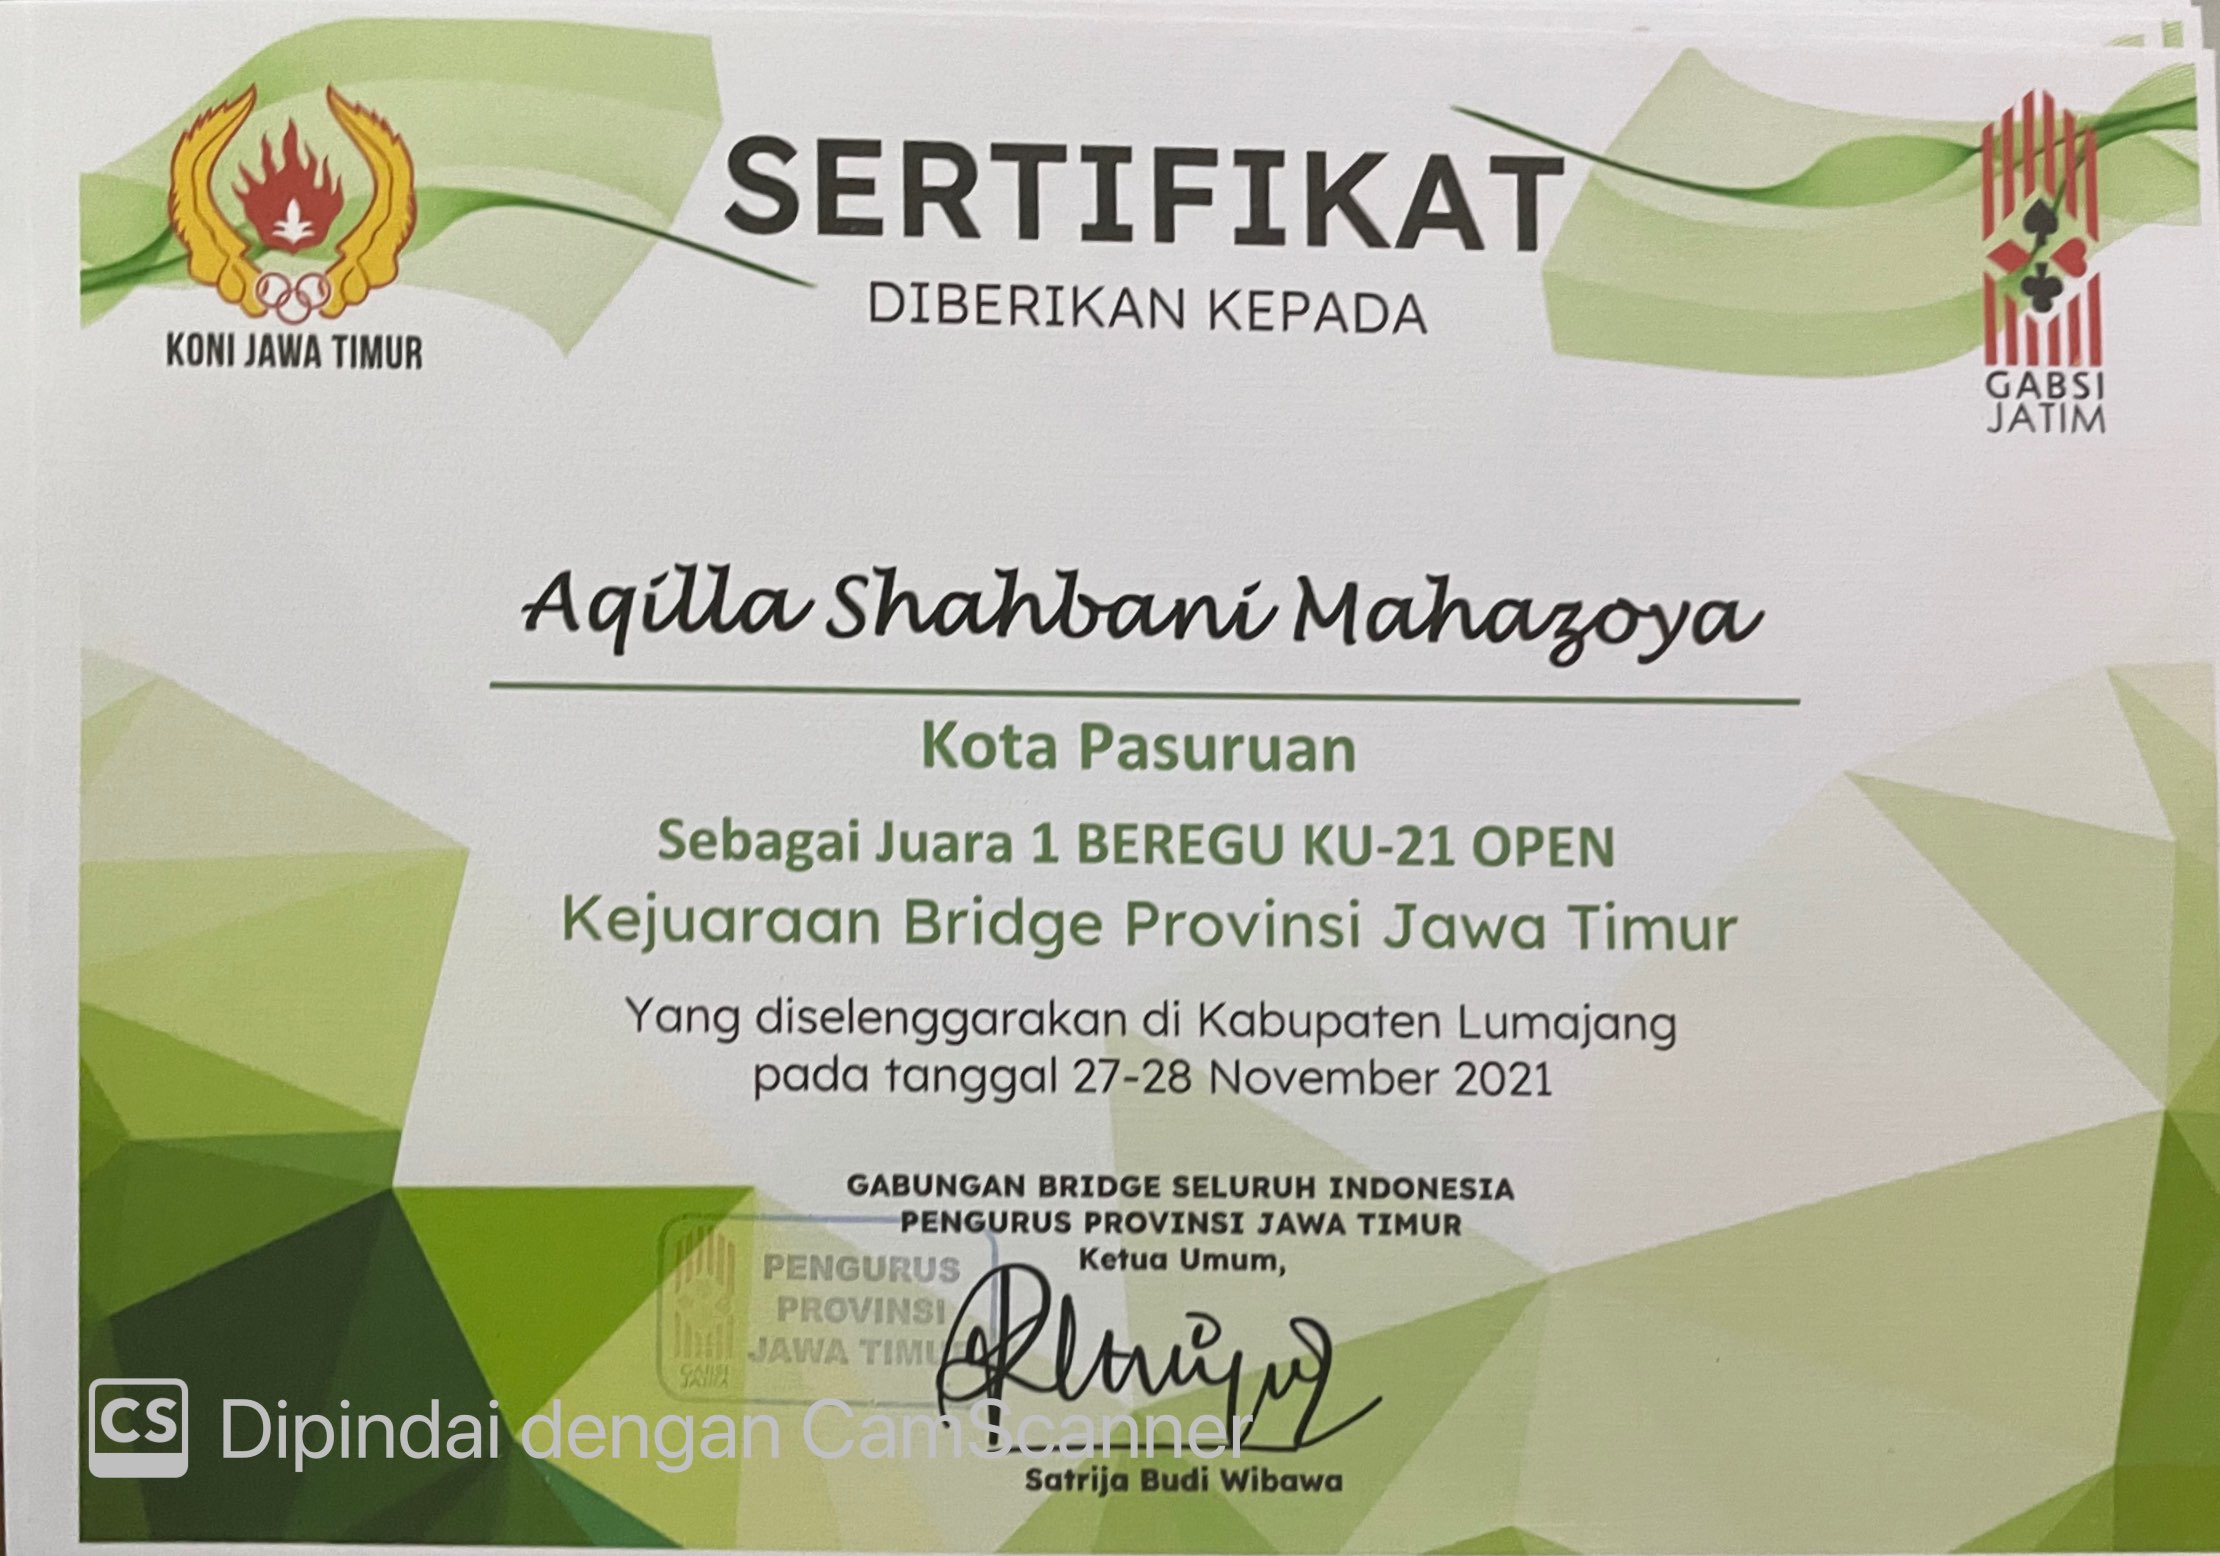 KONI JAWA TIMUR
SERTIFIKAT
DIBERIKAN KEPADA
GABSI
JATIM
Aqilla Shahbani Mahazoya
Kota Pasuruan
Sebagai Juara 1 BEREGU KU-21 OPEN
Kejuaraan Bridge Provinsi Jawa Timur
Yang diselenggarakan di Kabupaten Lumajang
pada tanggal 27-28 November 2021
GABUNGAN BRIDGE SELURUH INDONESIA
PENGURUS PROVINSI JAWA TIMUR
Ketua Umum,
PENGURUS
PROVINSI
JAWA TIMUR
GABSI
JATIM
CS Dipindai dengan CamScanner
Satrija Budi Wibawa